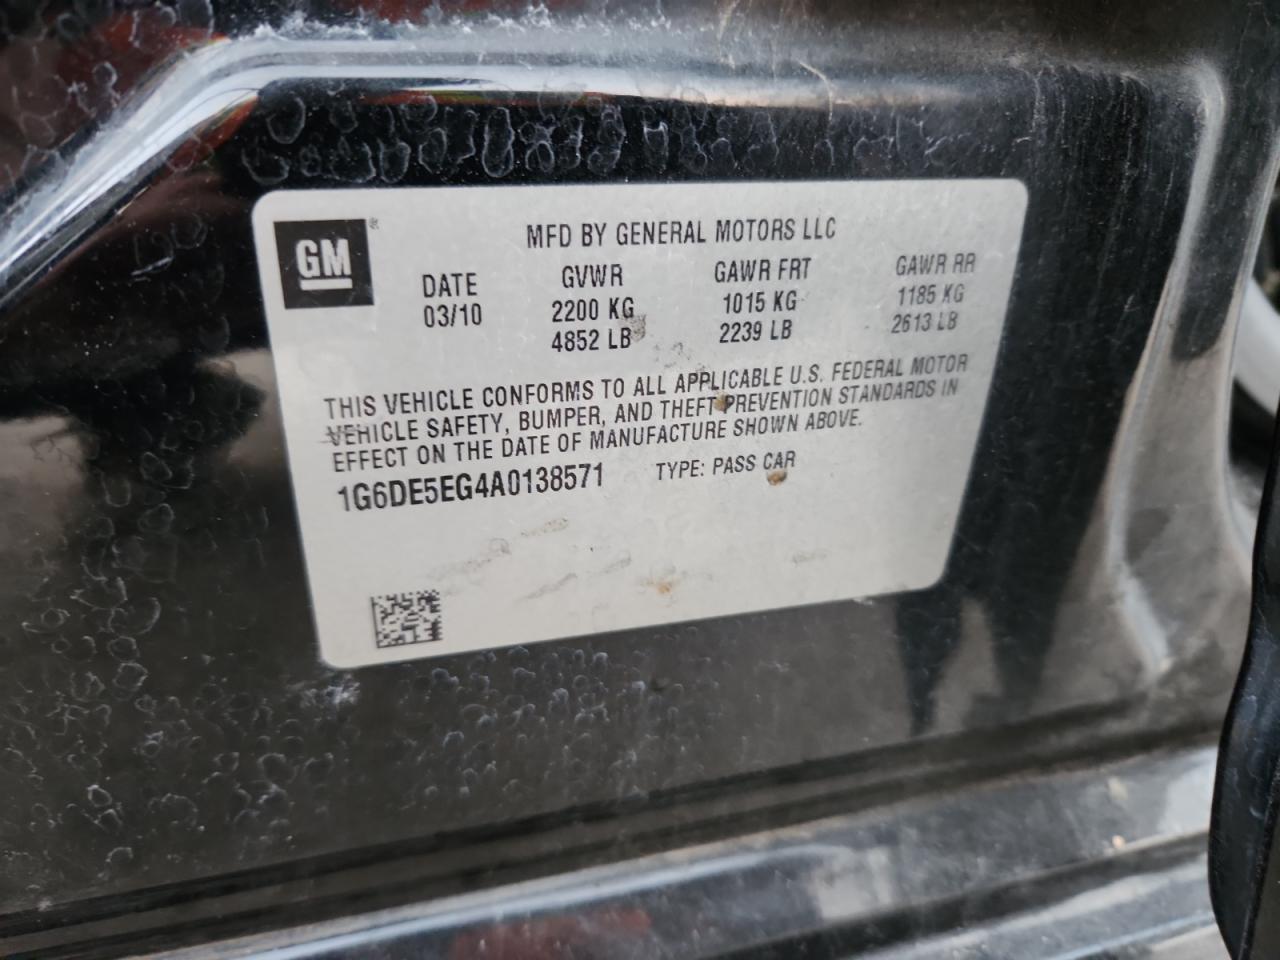 GM
MFD BY GENERAL MOTORS LLC
DATE GVWR GAWR FRT GAWR RR
03/10 2200 KG 1015 KG 1185 KG
4852 LB 2239 LB 2613 LB
THIS VEHICLE CONFORMS TO ALL APPLICABLE U.S. FEDERAL MOTOR
VEHICLE SAFETY, BUMPER, AND THEFT PREVENTION STANDARDS IN
EFFECT ON THE DATE OF MANUFACTURE SHOWN ABOVE.
1G6DE5EG4A0138571 TYPE: PASS CAR